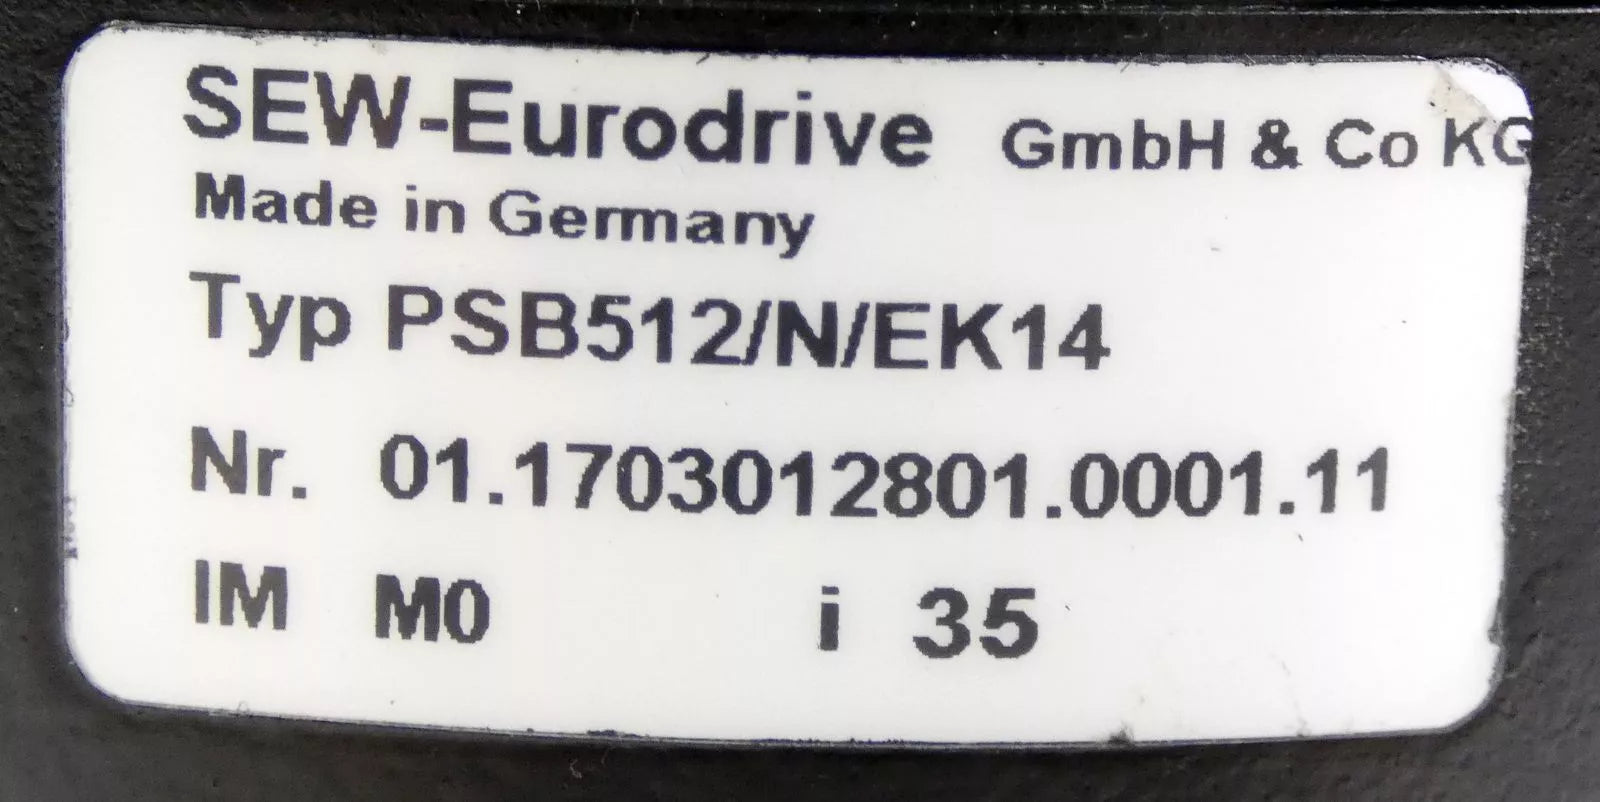 SEW-Eurodrive GmbH & Co KG
Made in Germany
Typ PSB512/N/EK14
Nr. 01.1703012801.0001.11
IM M0 i 35